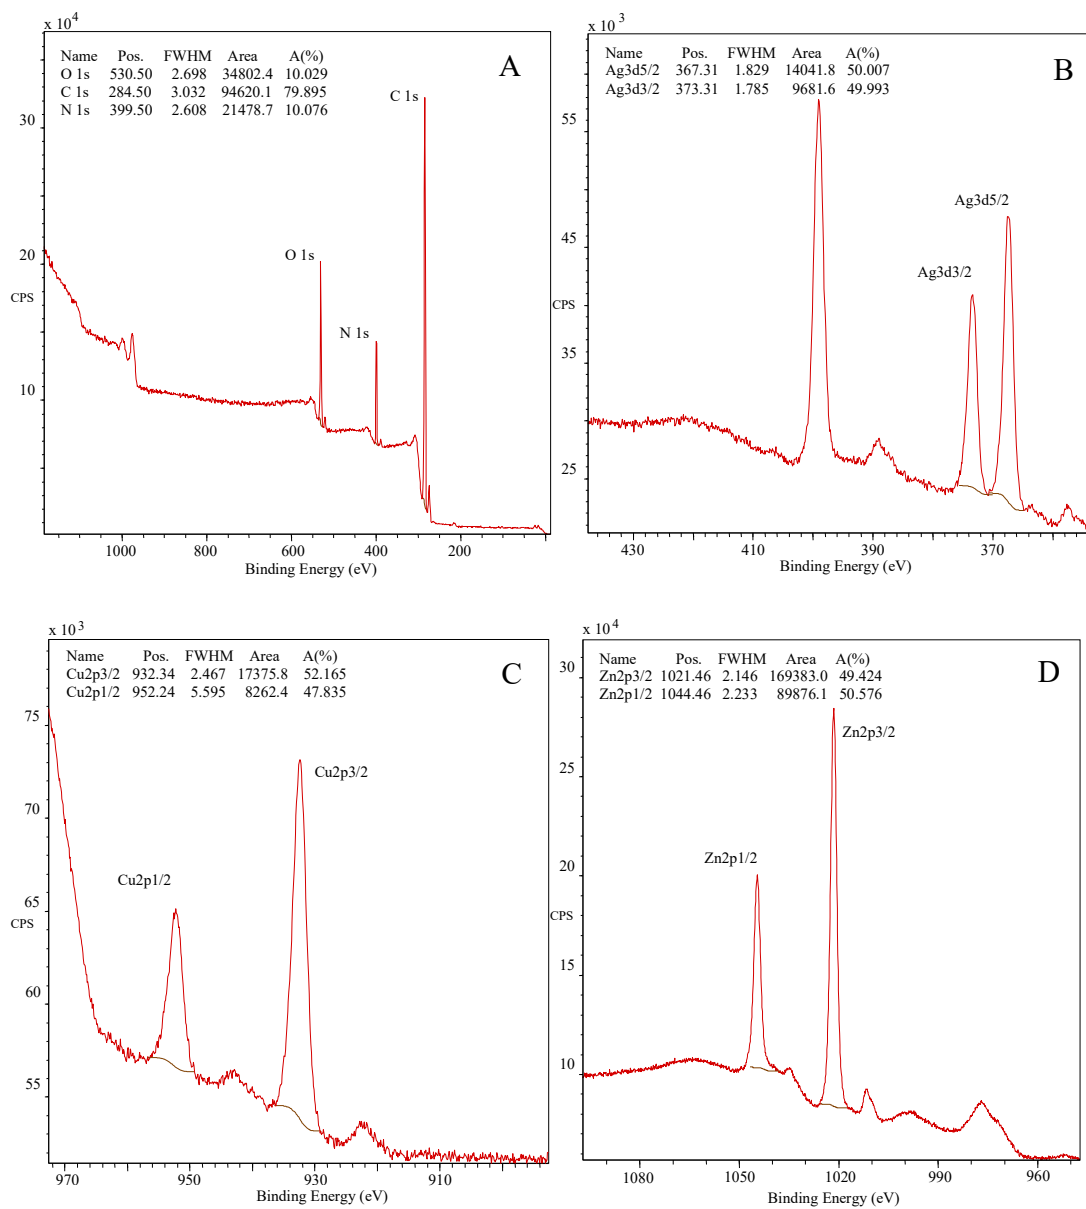 x 10⁴
Name Pos. FWHM Area A(%)
O 1s 530.50 2.698 34802.4 10.029
C 1s 284.50 3.032 94620.1 79.895
N 1s 399.50 2.608 21478.7 10.076
A
C 1s
O 1s
N 1s
30
20
10
CPS
1000 800 600 400 200
Binding Energy (eV)
x 10³
Name Pos. FWHM Area A(%)
Ag3d5/2 367.31 1.829 14041.8 50.007
Ag3d3/2 373.31 1.785 9681.6 49.993
B
Ag3d5/2
Ag3d3/2
55
45
CPS
35
25
430 410 390 370
Binding Energy (eV)
x 10³
Name Pos. FWHM Area A(%)
Cu2p3/2 932.34 2.467 17375.8 52.165
Cu2p1/2 952.24 5.595 8262.4 47.835
C
Cu2p3/2
Cu2p1/2
75
70
65
CPS
60
55
970 950 930 910
Binding Energy (eV)
x 10⁴
Name Pos. FWHM Area A(%)
Zn2p3/2 1021.46 2.146 169383.0 49.424
Zn2p1/2 1044.46 2.233 89876.1 50.576
D
Zn2p3/2
Zn2p1/2
30
25
20
CPS
15
10
1080 1050 1020 990 960
Binding Energy (eV)